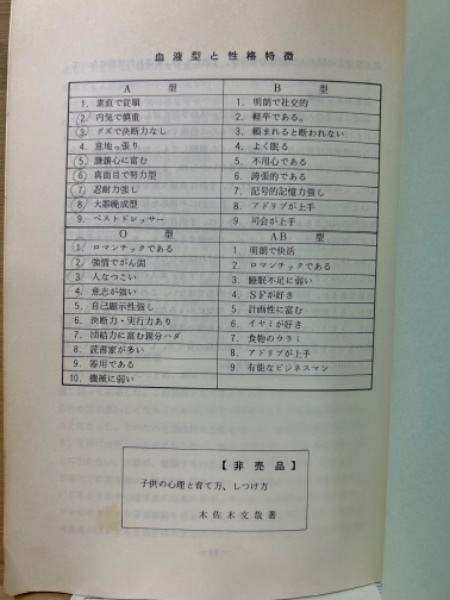 血液型と性格特徴
A 型
1. 素直で従順
2. 内気で慎重
3. グズで決断力なし
4. 意地っ張り
5. 謙譲心に富む
6. 真面目で努力型
7. 忍耐力強し
8. 大器晩成型
9. ベストドレッサー
B 型
1. 明朗で社交的
2. 軽卒である。
3. 頼まれると断われない
4. よく眠る
5. 不用心である
6. 誇張的である
7. 記号的記憶力強し
8. アドリブが上手
9. 司会が上手
O 型
1. ロマンチックである
2. 強情でがん固
3. 人なつこい
4. 意志が強い
5. 自己顕示性強し
6. 決断力・実行力あり
7. 団結力に富む親分ハダ
8. 読書家が多い
9. 器用である
10. 機械に弱い
AB 型
1. 明朗で快活
2. ロマンチックである
3. 睡眠不足に弱い
4. SFが好き
5. 計画性に富む
6. イヤミが好き
7. 食物のウラミ
8. アドリブが上手
9. 有能なビジネスマン
【非売品】
子供の心理と育て方、しつけ方
木佐木文哉著